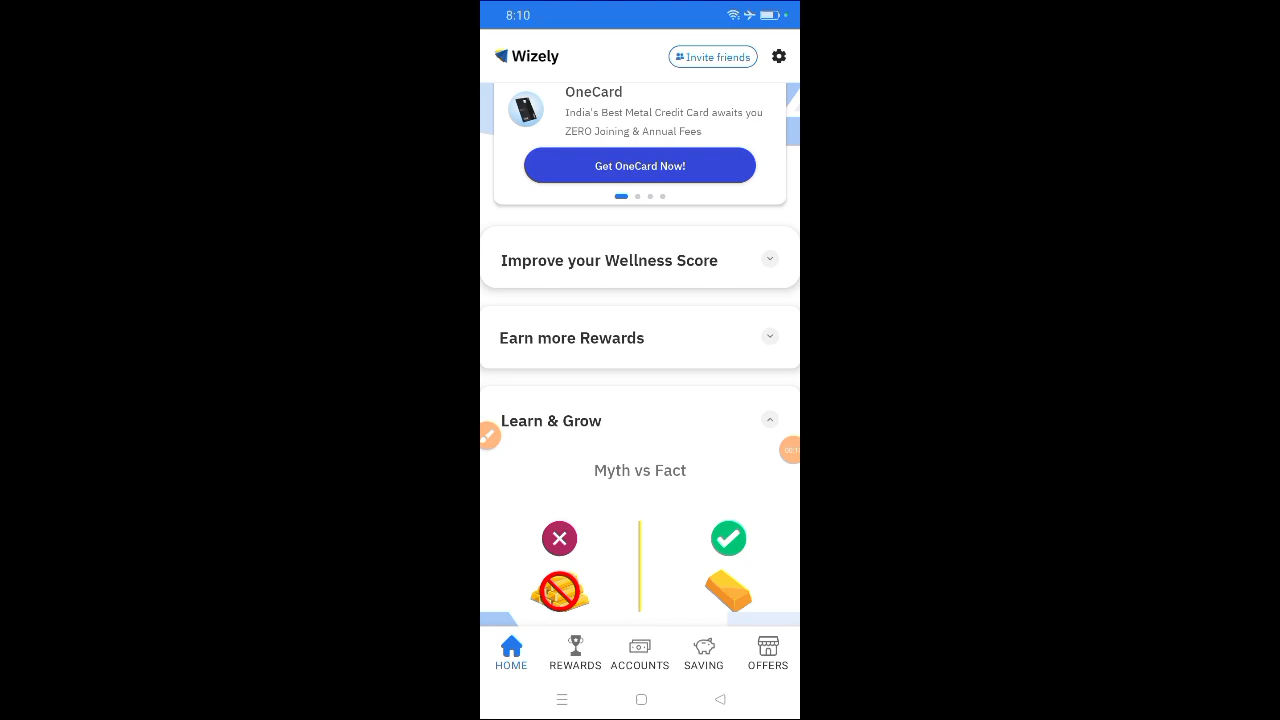 8:10
Wizely
Invite friends
OneCard
India's Best Metal Credit Card awaits you
ZERO Joining & Annual Fees
Get OneCard Now!
Improve your Wellness Score
Earn more Rewards
Learn & Grow
Myth vs Fact
HOME
REWARDS
ACCOUNTS
SAVING
OFFERS